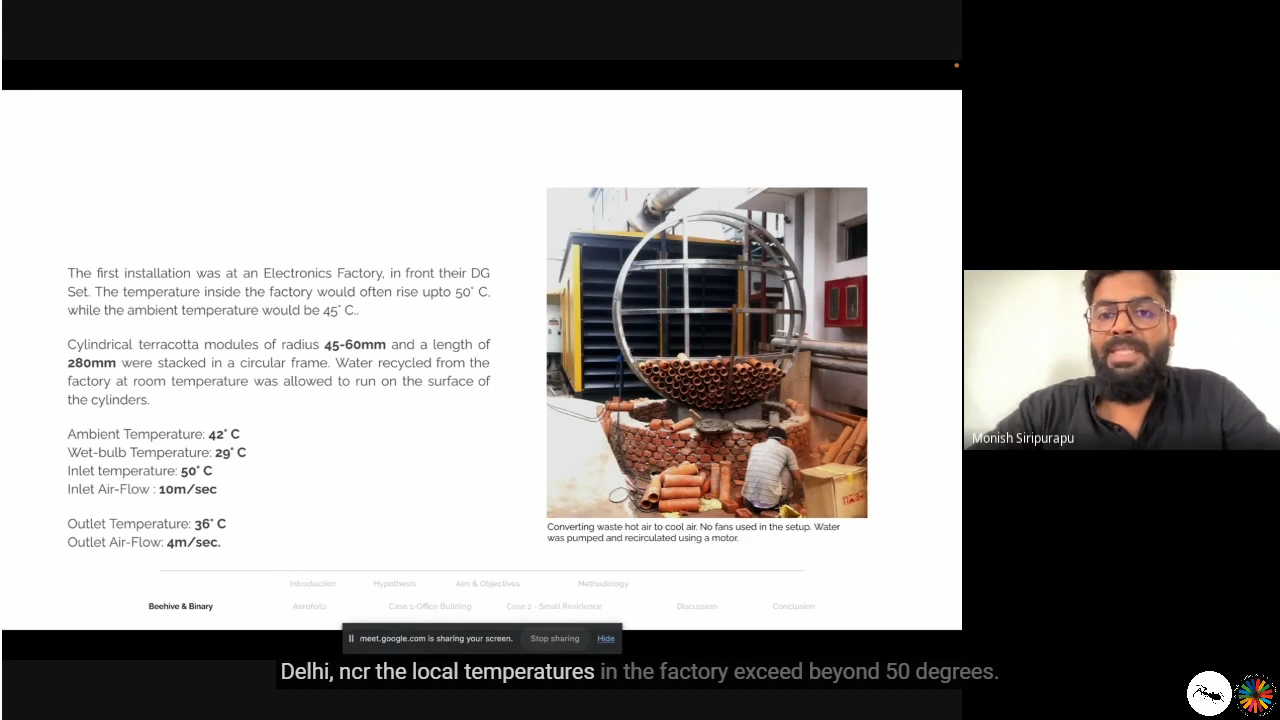 The first installation was at an Electronics Factory, in front their DG
Set. The temperature inside the factory would often rise upto 50° C,
while the ambient temperature would be 45° C..
Cylindrical terracotta modules of radius 45-60mm and a length of
280mm were stacked in a circular frame. Water recycled from the
factory at room temperature was allowed to run on the surface of
the cylinders.
Ambient Temperature: 42° C
Wet-bulb Temperature: 29° C
Inlet temperature: 50° C
Inlet Air-Flow : 10m/sec
Outlet Temperature: 36° C
Outlet Air-Flow: 4m/sec.
Converting waste hot air to cool air. No fans used in the setup. Water
was pumped and recirculated using a motor.
Introduction Hypothesis Aim & Objectives Methodology
Beehive & Binary Aerofoils Case 1-Office Building Case 2 - Small Residence Discussion Conclusion
meet.google.com is sharing your screen. Stop sharing Hide
Monish Siripurapu
Delhi, ncr the local temperatures in the factory exceed beyond 50 degrees.